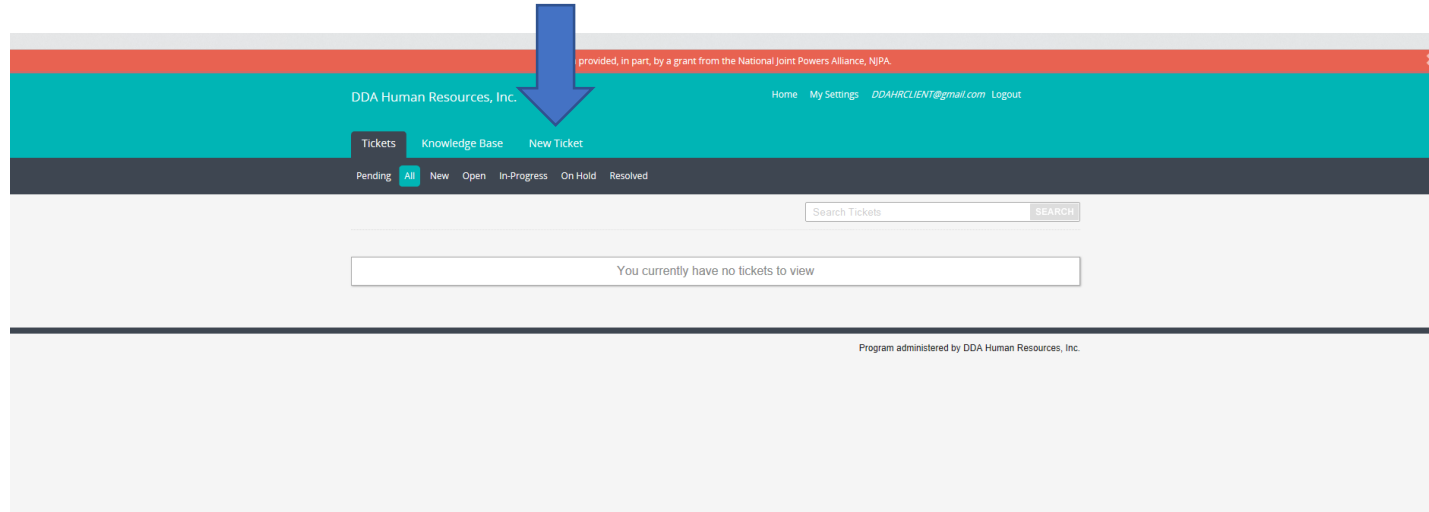 provided, in part, by a grant from the National Joint Powers Alliance, NJPA.
DDA Human Resources, Inc.
Home My Settings DDAHRCLIENT@gmail.com Logout
Tickets Knowledge Base New Ticket
Pending All New Open In-Progress On Hold Resolved
Search Tickets SEARCH
You currently have no tickets to view
Program administered by DDA Human Resources, Inc.